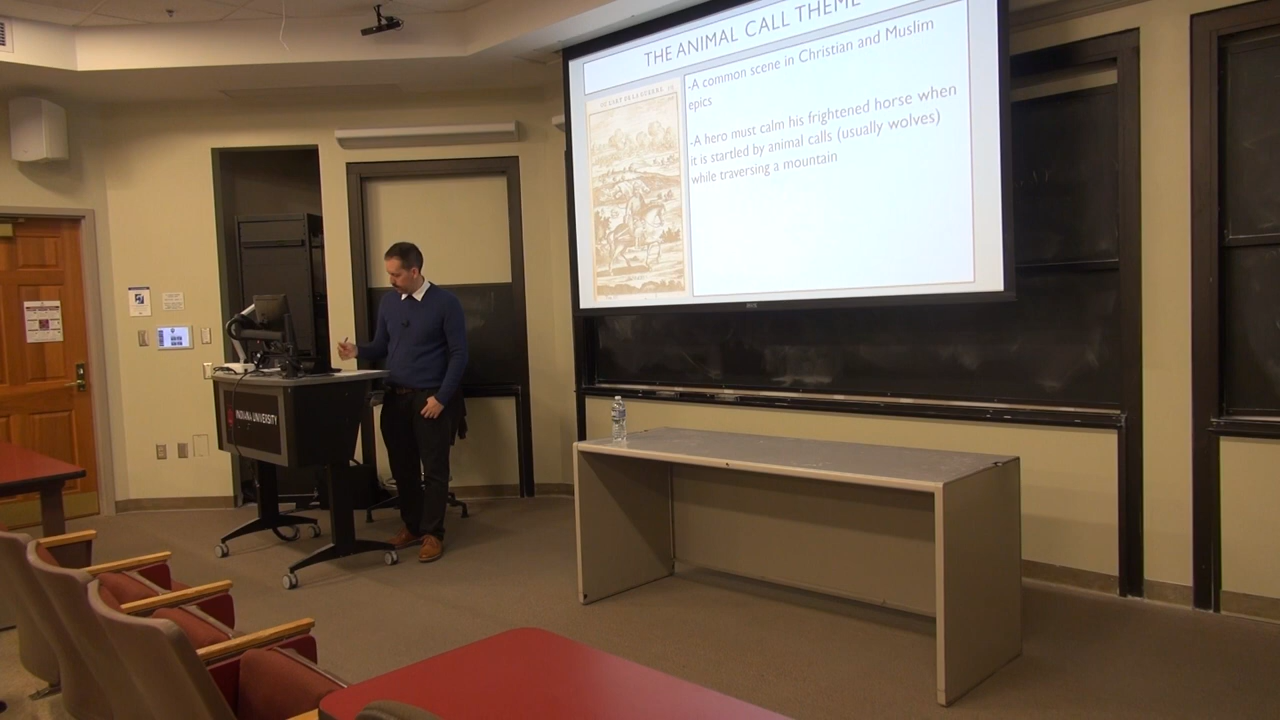 THE ANIMAL CALL THEME
-A common scene in Christian and Muslim
epics
-A hero must calm his frightened horse when
it is startled by animal calls (usually wolves)
while traversing a mountain
INDIANA UNIVERSITY